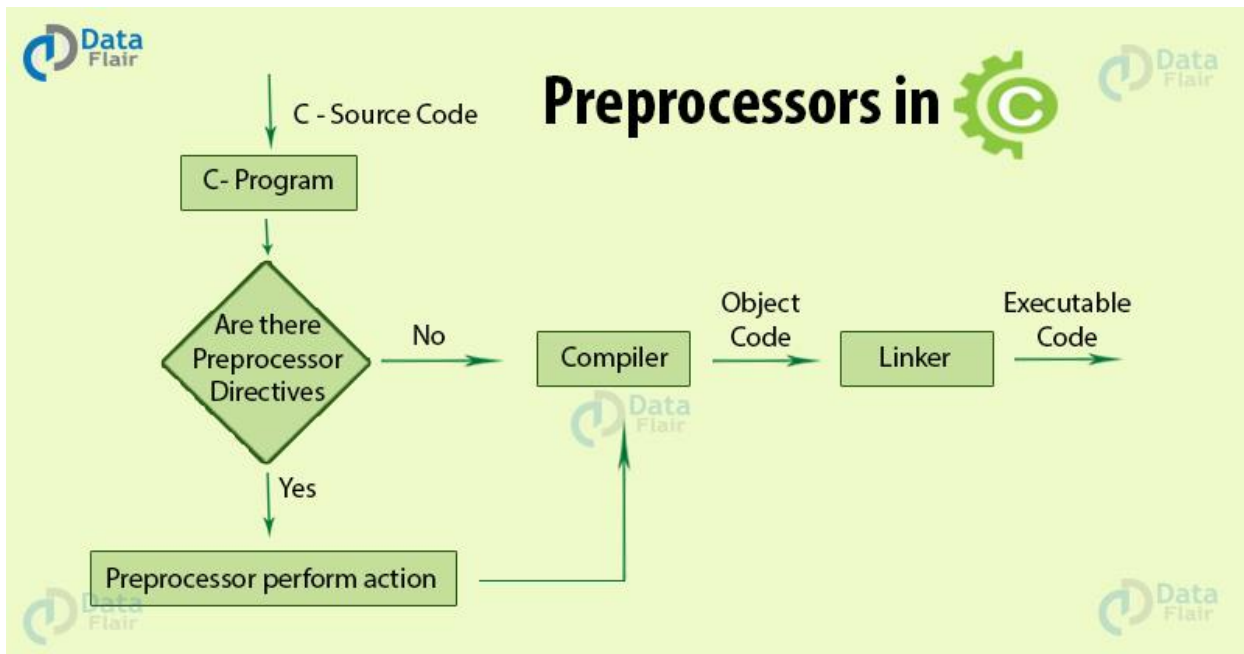 Data
Flair
Preprocessors in C
Data
Flair
C - Source Code
C- Program
Are there
Preprocessor
Directives
No
Compiler
Object
Code
Linker
Executable
Code
Data
Flair
Yes
Preprocessor perform action
Data
Flair
Data
Flair